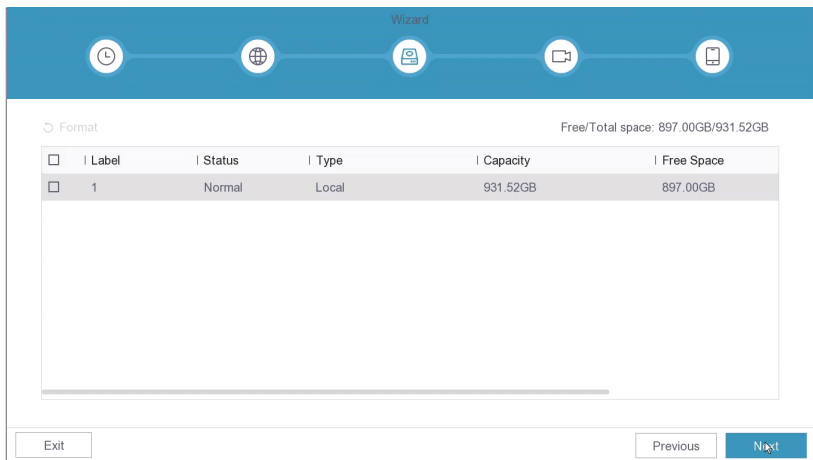 Wizard
Format
Free/Total space: 897.00GB/931.52GB
Label Status Type Capacity Free Space
1 Normal Local 931.52GB 897.00GB
Exit Previous Next